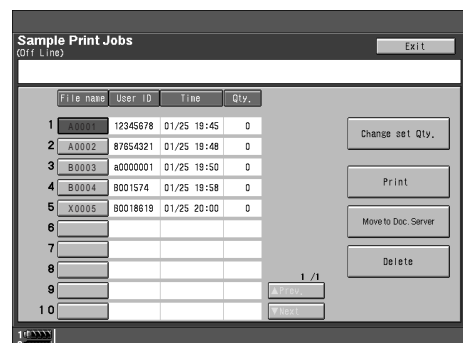 Sample Print Jobs
(Off Line)
Exit
File name User ID Time Qty.
1 A0001 12345678 01/25 19:45 0
2 A0002 87654321 01/25 19:48 0
3 B0003 a0000001 01/25 19:50 0
4 B0004 B001574 01/25 19:58 0
5 X0005 B0018619 01/25 20:00 0
6
7
8
9
10
Change set Qty.
Print
Move to Doc. Server
Delete
1 /1
▲Prev.
▼Next
1